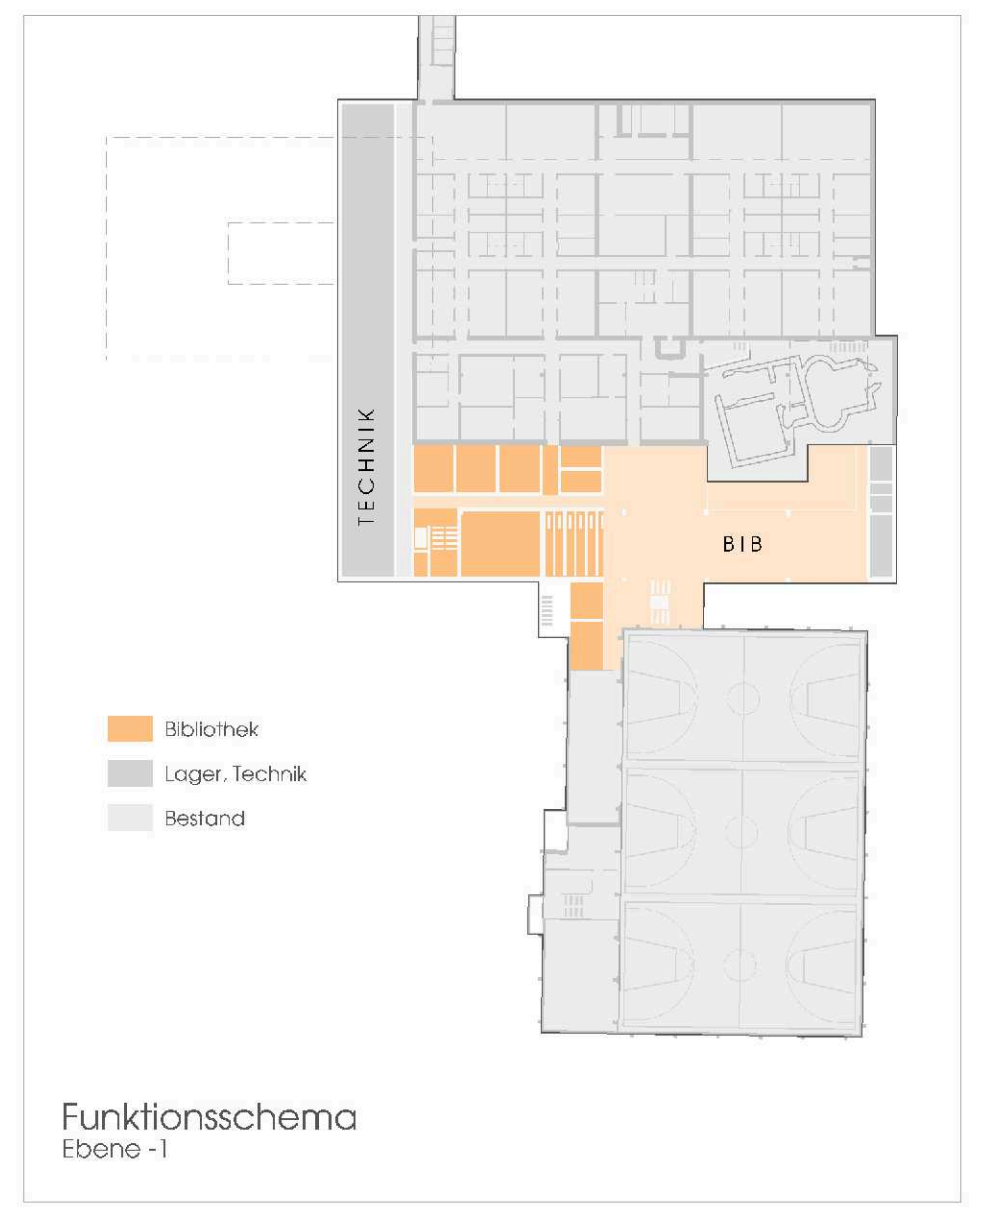 TECHNIK
BIB
Bibliothek
Lager, Technik
Bestand
Funktionsschema
Ebene -1